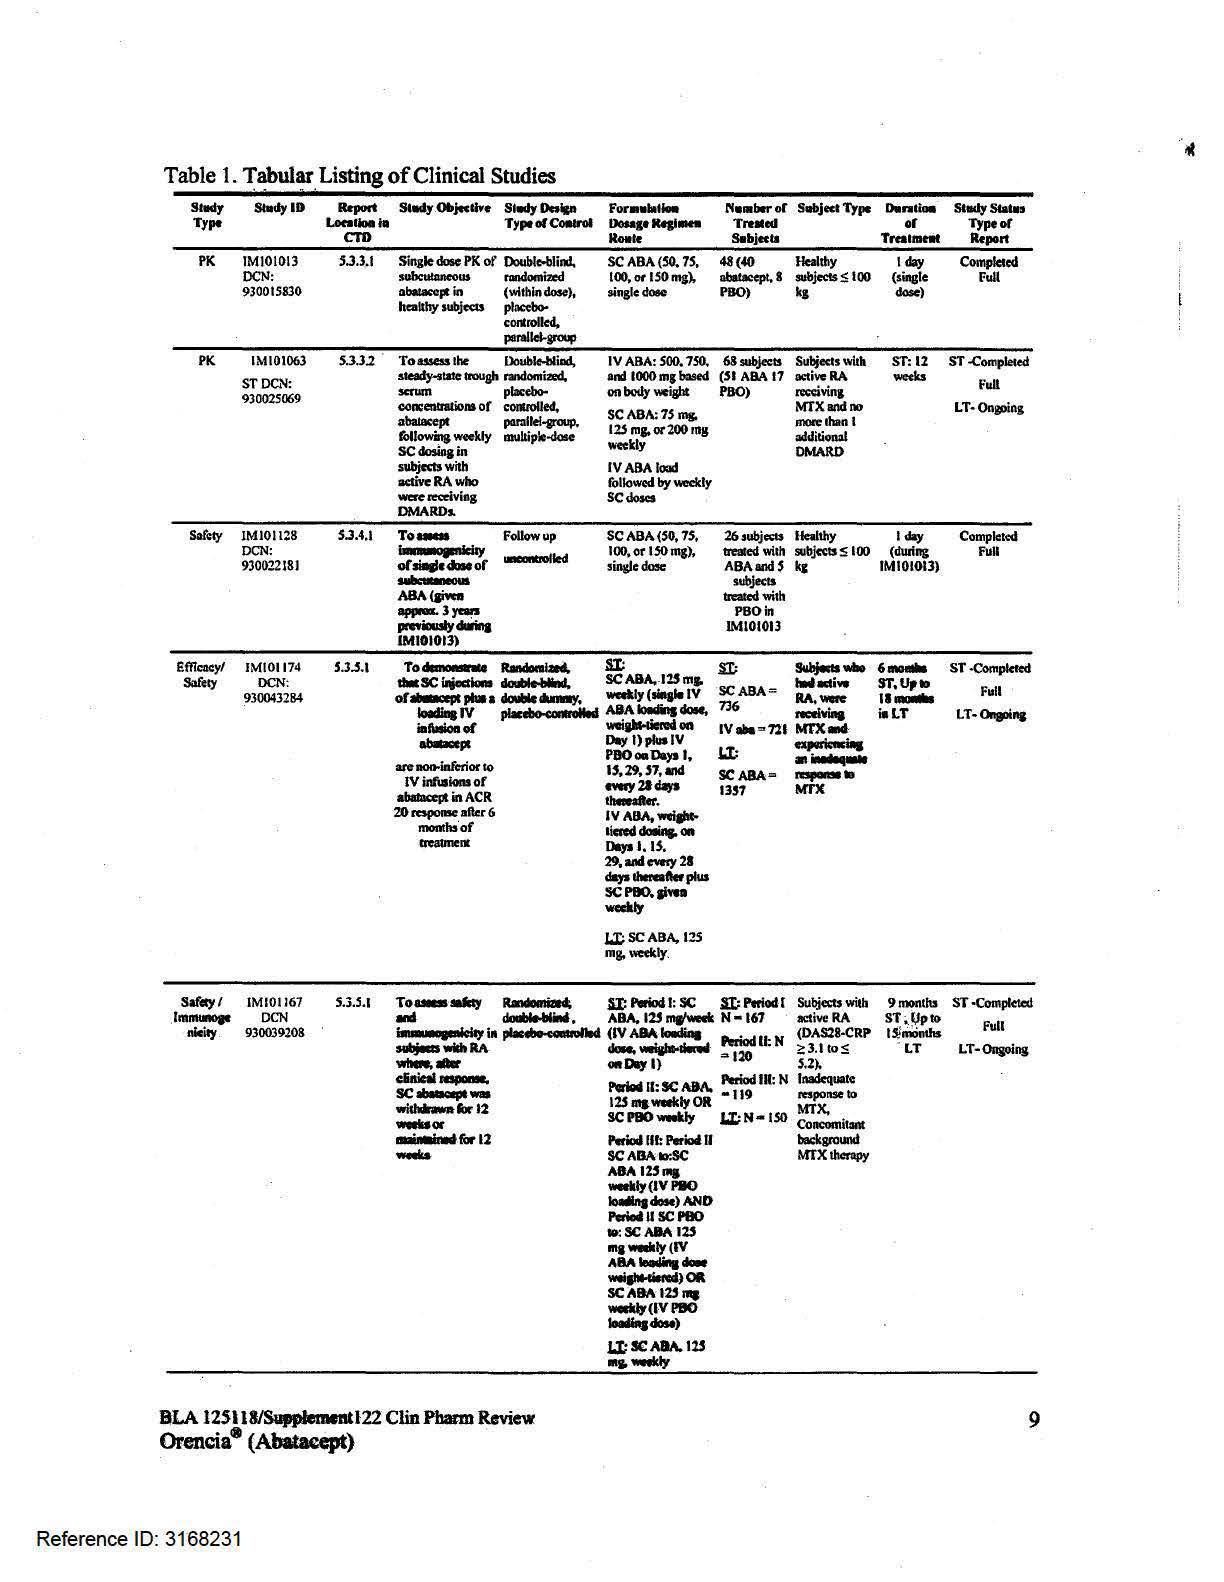 Table 1. Tabular Listing of Clinical Studies
Study Type
Study ID
Report Location in CTD
Study Objective
Study Design Type of Control
Formulation Dosage Regimen Route
Number of Treated Subjects
Subject Type
Duration of Treatment
Study Status Type of Report
PK
IM101013
DCN:
930015830
5.3.3.1
Single dose PK of
subcutaneous
abatacept in
healthy subjects
Double-blind,
randomized
(within dose),
placebo-
controlled,
parallel-group
SC ABA (50, 75,
100, or 150 mg),
single dose
48 (40
abatacept, 8
PBO)
Healthy
subjects ≤ 100
kg
1 day
(single
dose)
Completed
Full
PK
IM101063
ST DCN:
930025069
5.3.3.2
To assess the
steady-state trough
serum
concentrations of
abatacept
following weekly
SC dosing in
subjects with
active RA who
were receiving
DMARDs.
Double-blind,
randomized,
placebo-
controlled,
parallel-group,
multiple-dose
IV ABA: 500, 750,
and 1000 mg based
on body weight
SC ABA: 75 mg,
125 mg, or 200 mg
weekly
IV ABA load
followed by weekly
SC doses
68 subjects
(51 ABA 17
PBO)
Subjects with
active RA
receiving
MTX and no
more than 1
additional
DMARD
ST: 12
weeks
ST -Completed
Full
LT- Ongoing
Safety
IM101128
DCN:
930022181
5.3.4.1
To assess
immunogenicity
of single dose of
subcutaneous
ABA (given
approx. 3 years
previously during
IM101013)
Follow up
uncontrolled
SC ABA (50, 75,
100, or 150 mg),
single dose
26 subjects
treated with
ABA and 5
subjects
treated with
PBO in
IM101013
Healthy
subjects ≤ 100
kg
1 day
(during
IM101013)
Completed
Full
Efficacy/
Safety
IM101174
DCN:
930043284
5.3.5.1
To demonstrate
that SC injections
of abatacept plus a
loading IV
infusion of
abatacept
are non-inferior to
IV infusions of
abatacept in ACR
20 response after 6
months of
treatment
Randomized,
double-blind,
double dummy,
placebo-controlled
ST:
SC ABA, 125 mg,
weekly (single IV
ABA loading dose,
weight-tiered on
Day 1) plus IV
PBO on Days 1,
15, 29, 57, and
every 28 days
thereafter.
IV ABA, weight-
tiered dosing, on
Days 1, 15,
29, and every 28
days thereafter plus
SC PBO, given
weekly
LT: SC ABA, 125
mg, weekly.
ST:
SC ABA =
736
IV aba = 721
LT:
SC ABA =
1357
Subjects who
had active
RA, were
receiving
MTX and
experiencing
an inadequate
response to
MTX
6 months
ST, Up to
18 months
in LT
ST -Completed
Full
LT- Ongoing
Safety /
Immunoge
nicity
IM101167
DCN
930039208
5.3.5.1
To assess safety
and
immunogenicity in
subjects with RA
where, after
clinical response,
SC abatacept was
withdrawn for 12
weeks or
maintained for 12
weeks
Randomized;
double-blind,
placebo-controlled
ST: Period I: SC
ABA, 125 mg/week
(IV ABA loading
dose, weight-tiered
on Day 1)
Period II: SC ABA,
125 mg weekly OR
SC PBO weekly
Period III: Period II
SC ABA to:SC
ABA 125 mg
weekly (IV PBO
loading dose) AND
Period II SC PBO
to: SC ABA 125
mg weekly (IV
ABA loading dose
weight-tiered) OR
SC ABA 125 mg
weekly (IV PBO
loading dose)
LT: SC ABA, 125
mg, weekly
ST: Period I
N = 167
Period II: N
= 120
Period III: N
= 119
LT: N = 150
Subjects with
active RA
(DAS28-CRP
≥ 3.1 to ≤
5.2),
Inadequate
response to
MTX,
Concomitant
background
MTX therapy
9 months
ST, Up to
15 months
LT
ST -Completed
Full
LT- Ongoing
BLA 125118/Supplement122 Clin Pharm Review
9
Orencia® (Abatacept)
Reference ID: 3168231